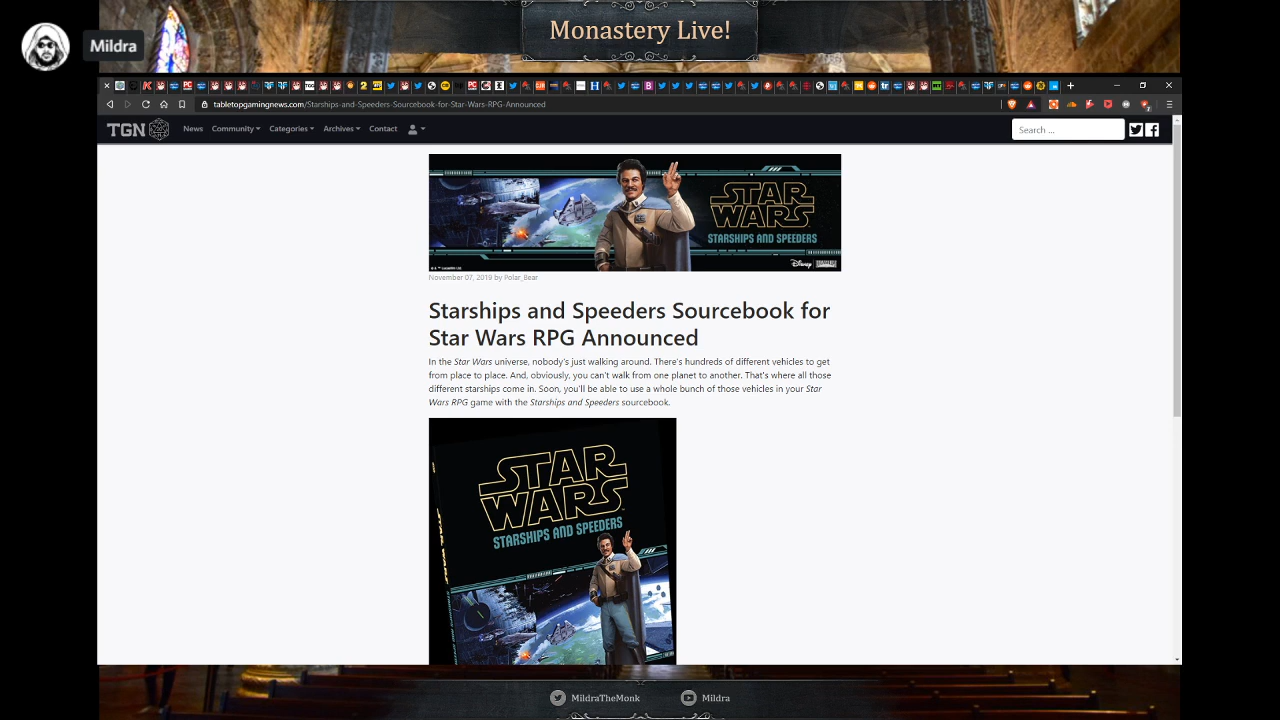 Monastery Live!
Mildra
tabletopgamingnews.com/Starships-and-Speeders-Sourcebook-for-Star-Wars-RPG-Announced
TGN News Community Categories Archives Contact
Search ...
STAR
WARS
STARSHIPS AND SPEEDERS
Disney
November 07, 2019 by Polar_Bear
Starships and Speeders Sourcebook for
Star Wars RPG Announced
In the Star Wars universe, nobody's just walking around. There's hundreds of different vehicles to get
from place to place. And, obviously, you can't walk from one planet to another. That's where all those
different starships come in. Soon, you'll be able to use a whole bunch of those vehicles in your Star
Wars RPG game with the Starships and Speeders sourcebook.
STAR
WARS
STARSHIPS AND SPEEDERS
MildraTheMonk
Mildra